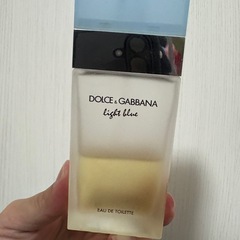 DOLCE & GABBANA
light blue
EAU DE TOILETTE